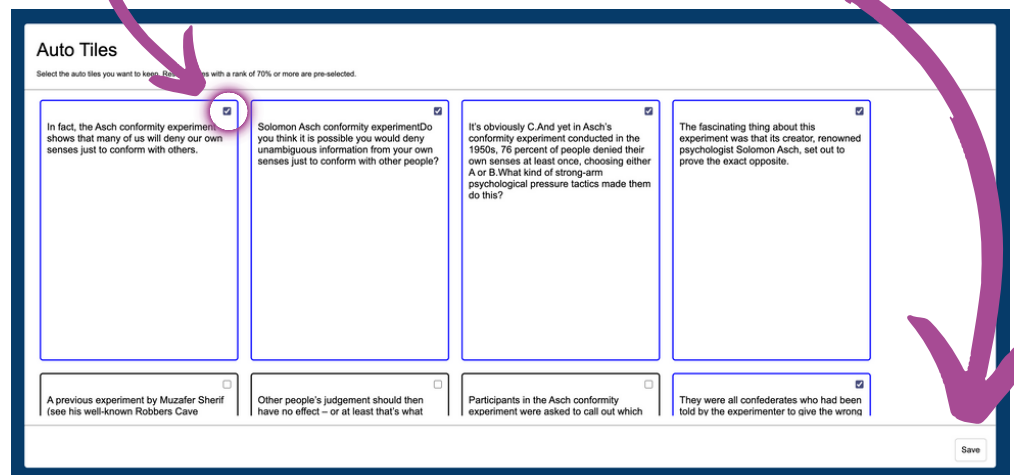 Auto Tiles
Select the auto tiles you want to keep. with a rank of 70% or more are pre-selected.
In fact, the Asch conformity experiment
shows that many of us will deny our own
senses just to conform with others.
Solomon Asch conformity experimentDo
you think it is possible you would deny
unambiguous information from your own
senses just to conform with other people?
It's obviously C.And yet in Asch's
conformity experiment conducted in the
1950s, 76 percent of people denied their
own senses at least once, choosing either
A or B.What kind of strong-arm
psychological pressure tactics made them
do this?
The fascinating thing about this
experiment was that its creator, renowned
psychologist Solomon Asch, set out to
prove the exact opposite.
A previous experiment by Muzafer Sherif
(see his well-known Robbers Cave
Other people's judgement should then
have no effect – or at least that's what
Participants in the Asch conformity
experiment were asked to call out which
They were all confederates who had been
told by the experimenter to give the wrong
Save